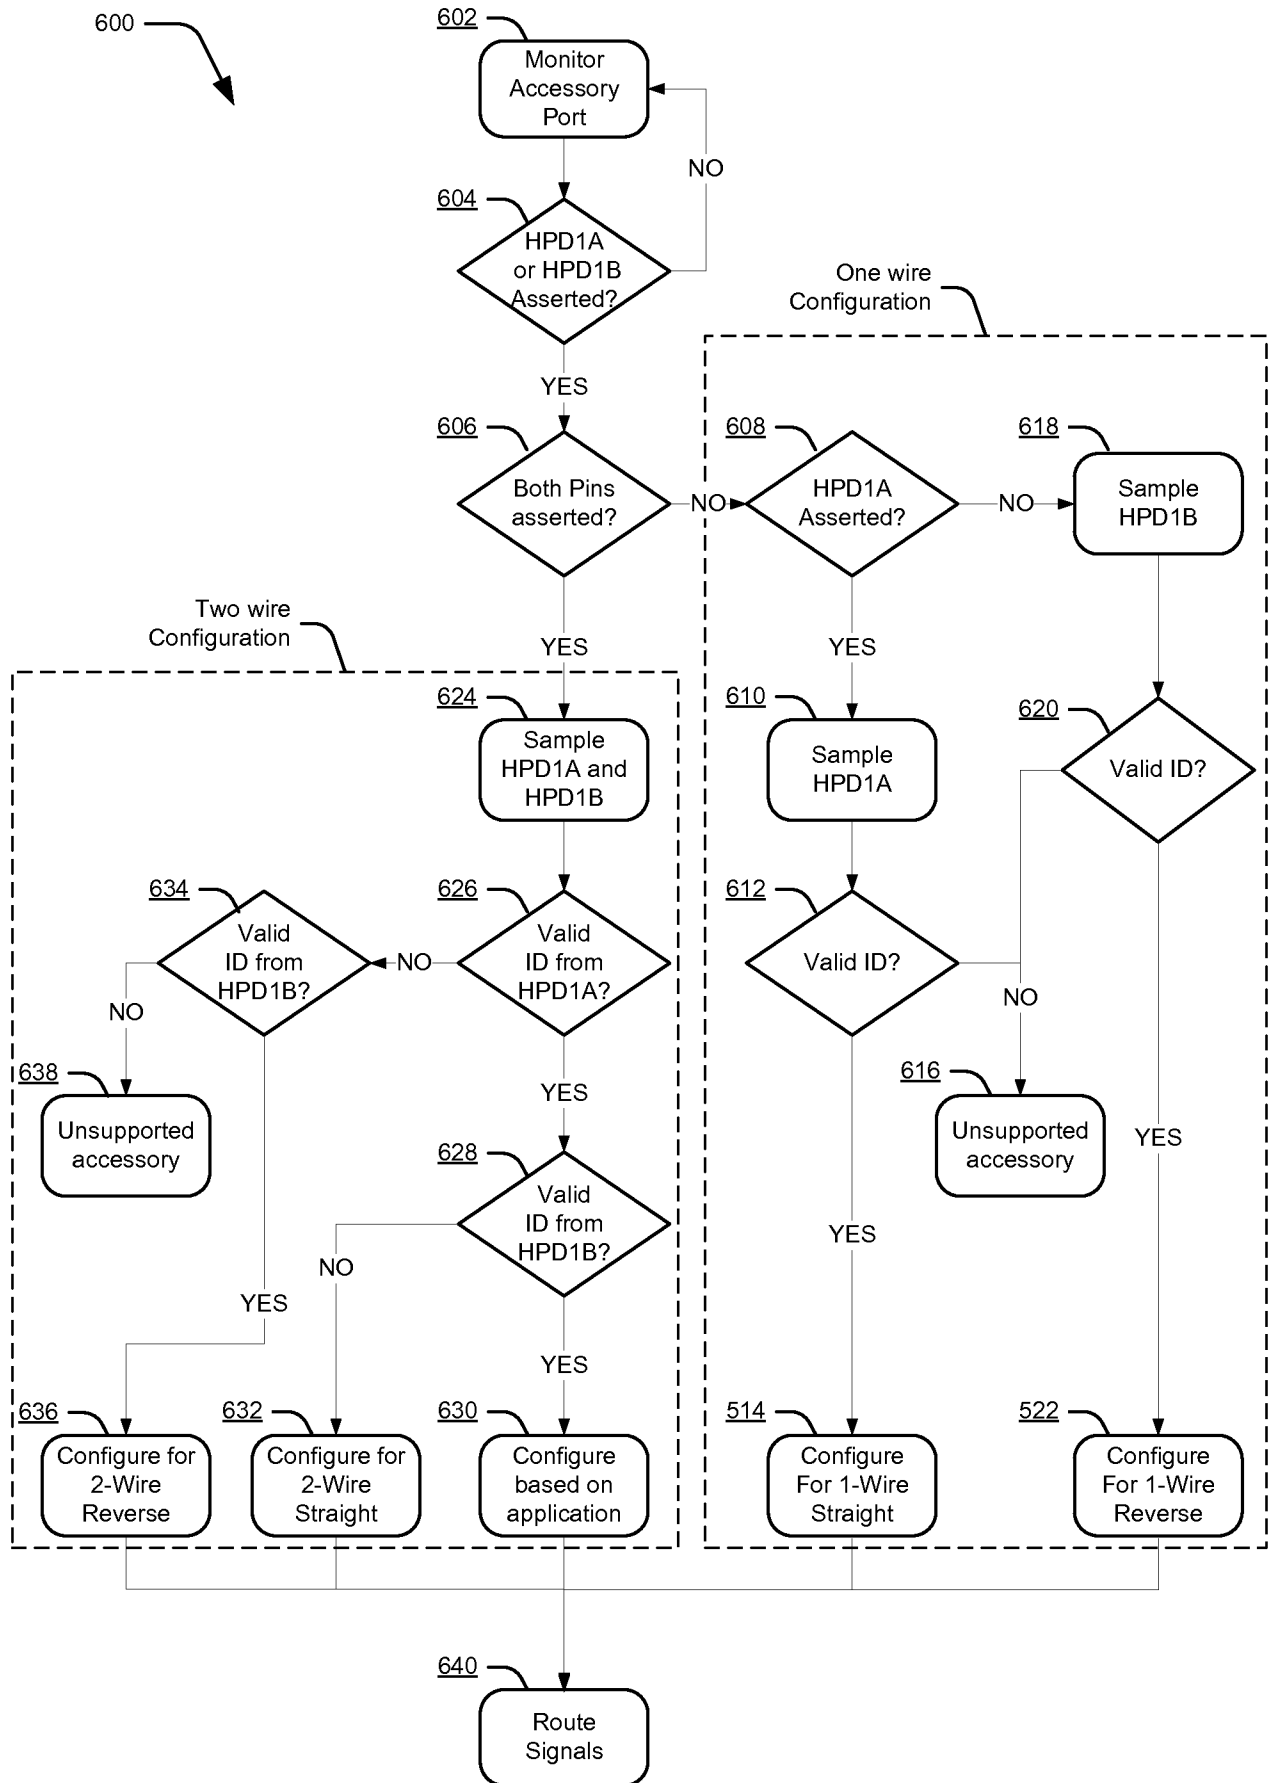 600
602
Monitor
Accessory
Port
NO
604
HPD1A
or HPD1B
Asserted?
YES
One wire
Configuration
606
Both Pins
asserted?
NO
608
HPD1A
Asserted?
NO
618
Sample
HPD1B
YES
YES
Two wire
Configuration
624
Sample
HPD1A and
HPD1B
610
Sample
HPD1A
620
Valid ID?
634
Valid
ID from
HPD1B?
NO
626
Valid
ID from
HPD1A?
612
Valid ID?
NO
NO
638
Unsupported
accessory
YES
616
Unsupported
accessory
YES
628
Valid
ID from
HPD1B?
NO
YES
YES
YES
636
Configure for
2-Wire
Reverse
632
Configure for
2-Wire
Straight
630
Configure
based on
application
514
Configure
For 1-Wire
Straight
522
Configure
For 1-Wire
Reverse
640
Route
Signals